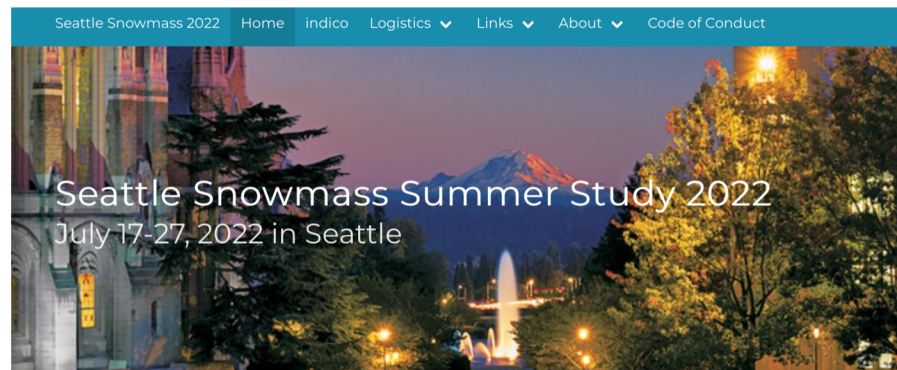 Seattle Snowmass 2022 Home indico Logistics Links About Code of Conduct
Seattle Snowmass Summer Study 2022
July 17-27, 2022 in Seattle